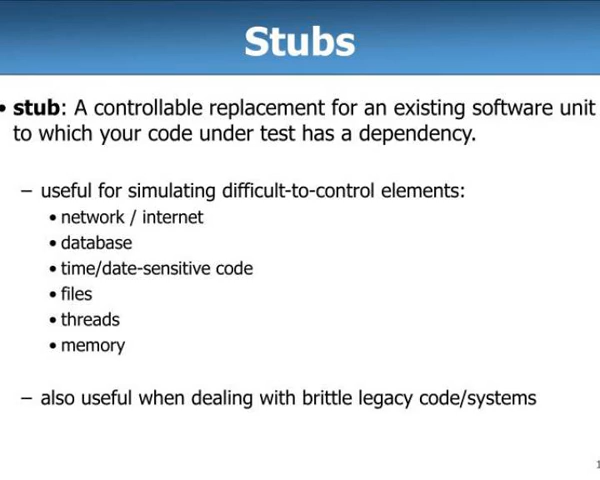 Stubs
• stub: A controllable replacement for an existing software unit
to which your code under test has a dependency.
– useful for simulating difficult-to-control elements:
• network / internet
• database
• time/date-sensitive code
• files
• threads
• memory
– also useful when dealing with brittle legacy code/systems